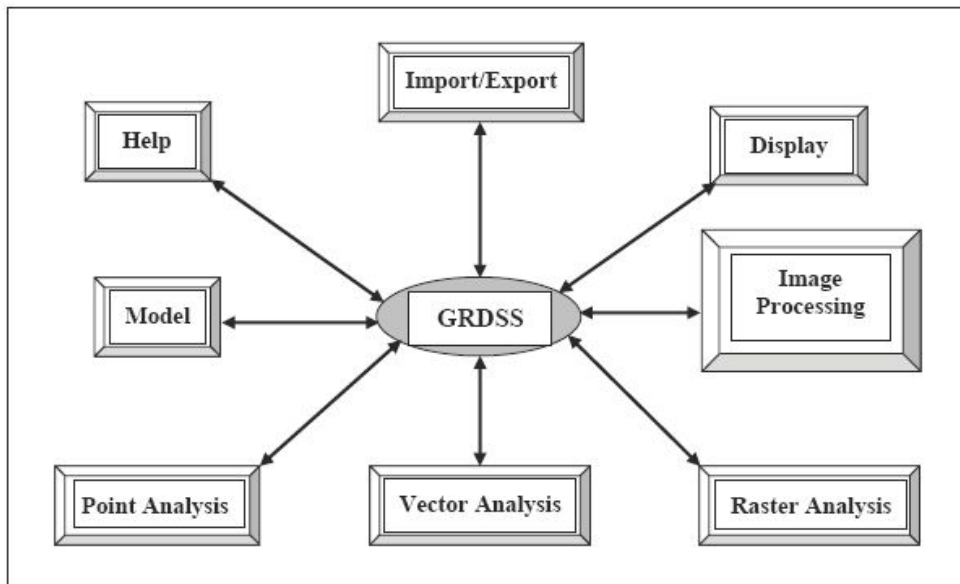 Import/Export
Help
Display
Image
Processing
Model
GRDSS
Point Analysis
Vector Analysis
Raster Analysis